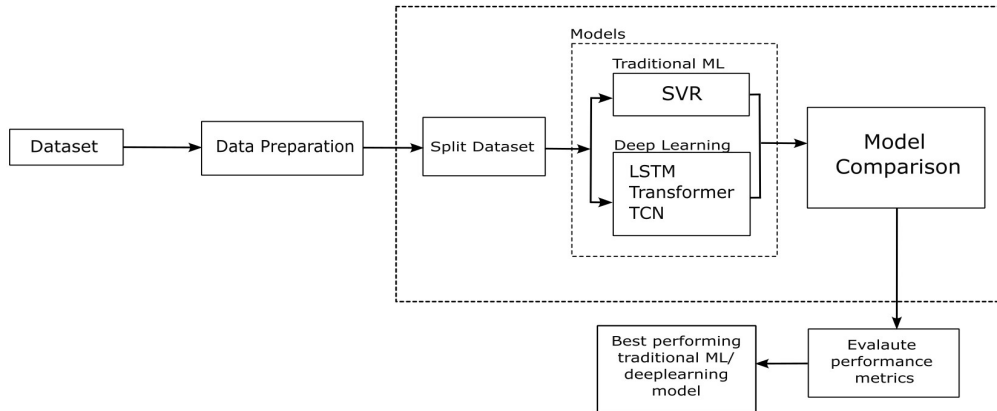 Dataset
Data Preparation
Split Dataset
Models
Traditional ML
SVR
Deep Learning
LSTM
Transformer
TCN
Model
Comparison
Evalaute
performance
metrics
Best performing
traditional ML/
deeplearning
model